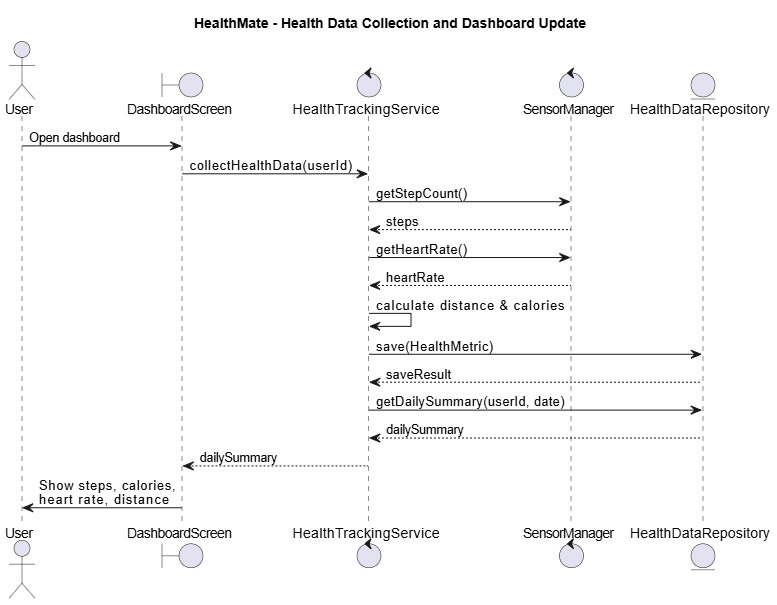 HealthMate - Health Data Collection and Dashboard Update
User DashboardScreen HealthTrackingService SensorManager HealthDataRepository
Open dashboard
collectHealthData(userId)
getStepCount()
steps
getHeartRate()
heartRate
calculate distance & calories
save(HealthMetric)
saveResult
getDailySummary(userId, date)
dailySummary
dailySummary
Show steps, calories,
heart rate, distance
User DashboardScreen HealthTrackingService SensorManager HealthDataRepository